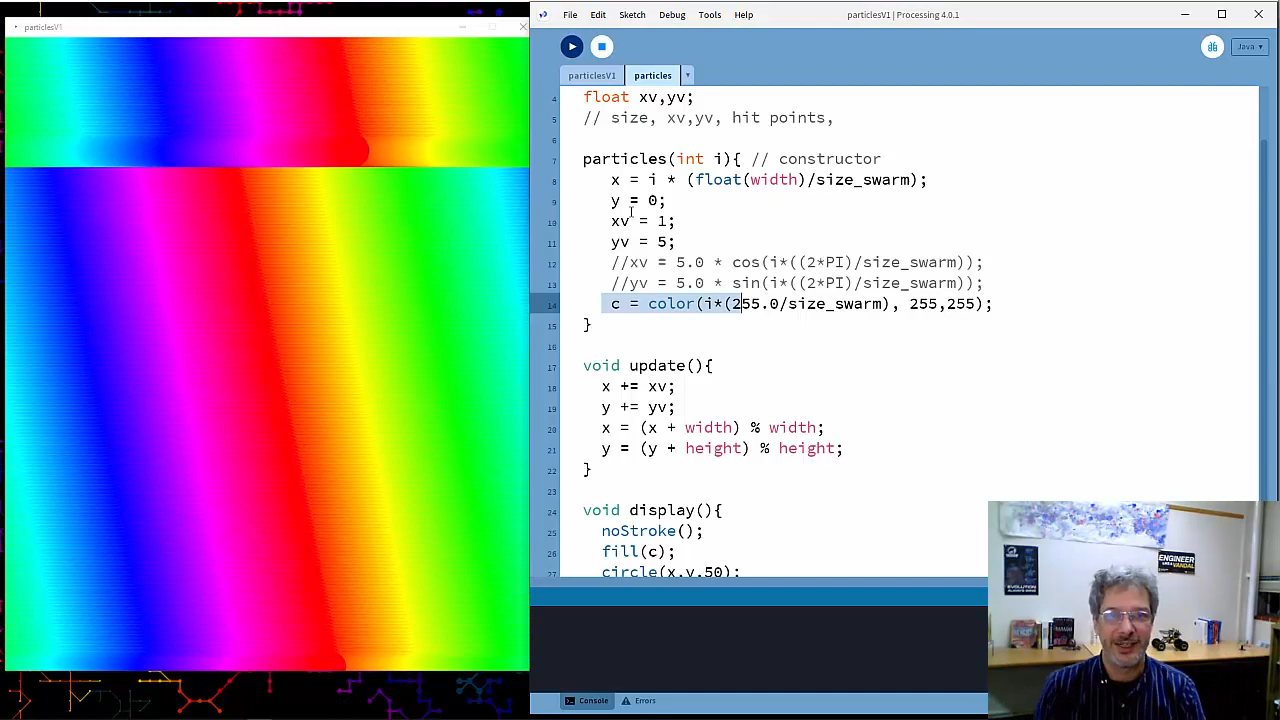 particlesV1
File Edit Sketch
particlesV1 | Processing 4.0.1
Java
particlesV1 particles
4 float xv,yv;
5 // size, xv,yv, hit points,
6
7 particles(int i){ // constructor
8 x = i * (float(width)/size_swarm);
9 y = 0;
10 xv = 1;
11 yv = 5;
12 //xv = 5.0 * cos(i*((2*PI)/size_swarm));
13 //yv = 5.0 * sin(i*((2*PI)/size_swarm));
14 c = color(i*(255.0/size_swarm), 255,255);
15 }
16
17 void update(){
18 x += xv;
19 y += yv;
20 x = (x + width) % width;
21 y = (y + height) % height;
22 }
23
24 void display(){
25 noStroke();
26 fill(c);
27 circle(x,y,50);
ENGINEER
VANDAL
EVOLUTION
Console Errors